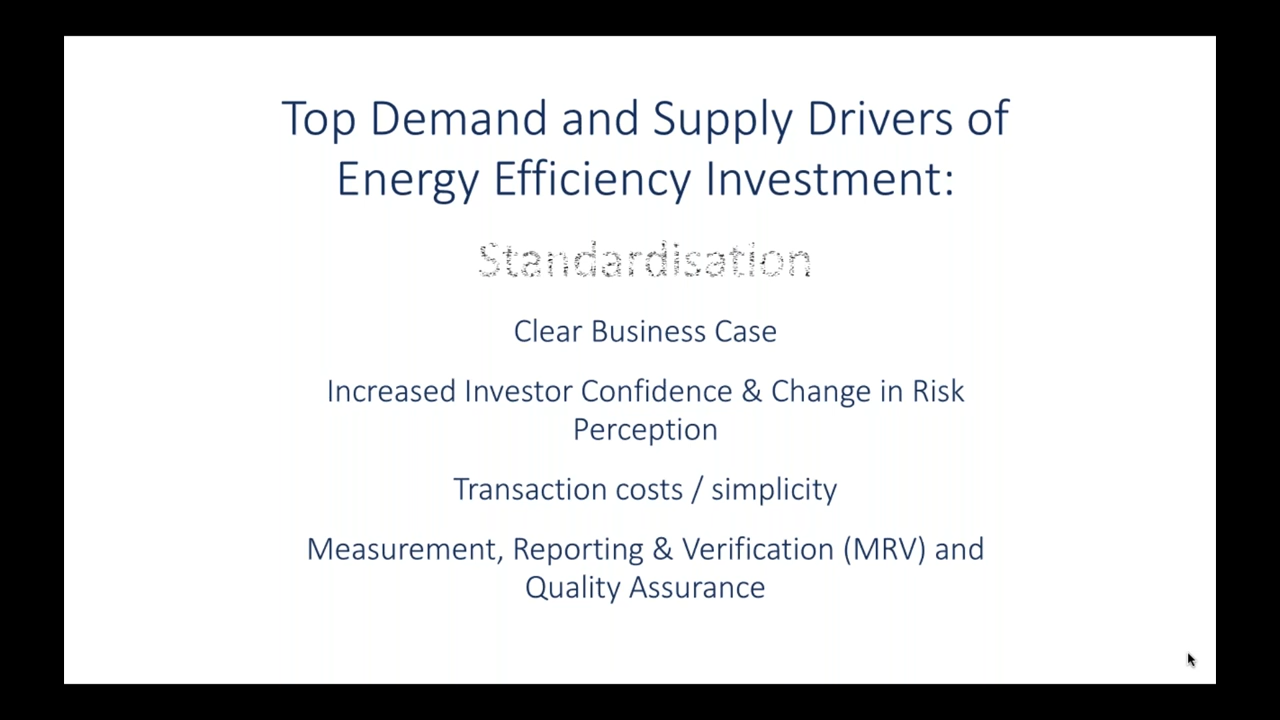 Top Demand and Supply Drivers of
Energy Efficiency Investment:
Standardisation
Clear Business Case
Increased Investor Confidence & Change in Risk
Perception
Transaction costs / simplicity
Measurement, Reporting & Verification (MRV) and
Quality Assurance